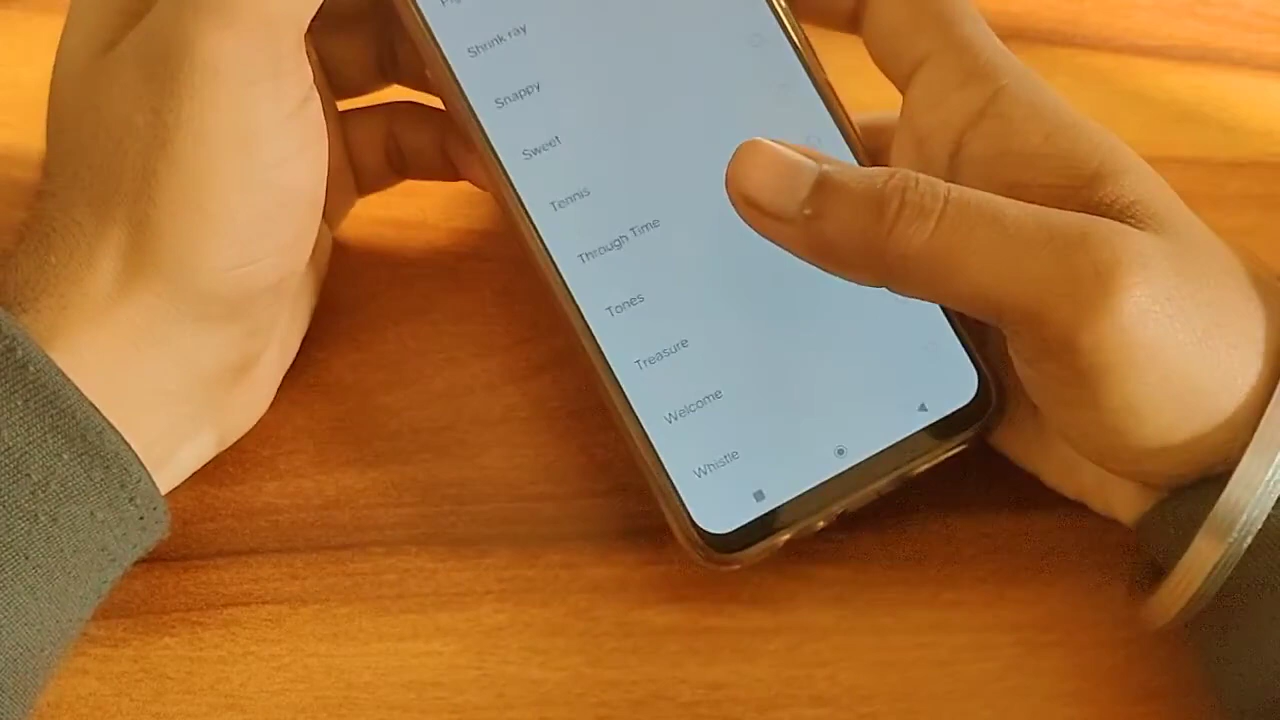 Shrink ray
Snappy
Sweet
Tennis
Through Time
Tones
Treasure
Welcome
Whistle